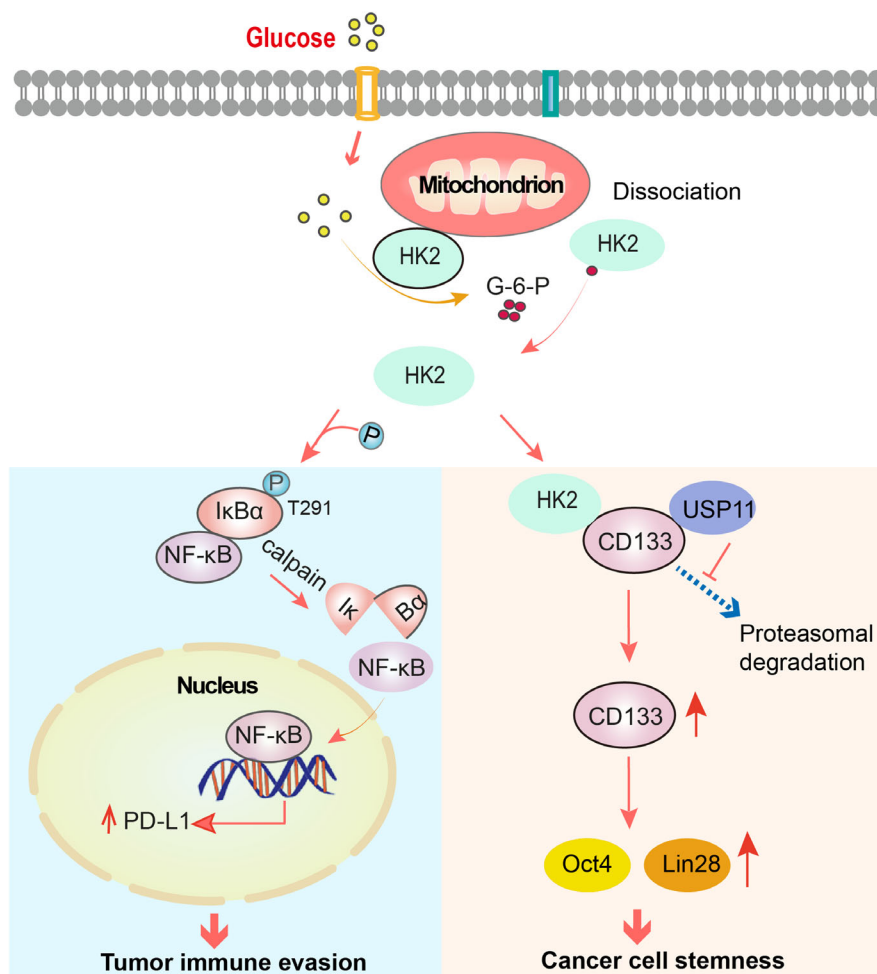 Glucose
Mitochondrion
Dissociation
HK2
HK2
G-6-P
HK2
P
P
IκBα
T291
NF-κB
calpain
Iκ
Bα
NF-κB
Nucleus
NF-κB
PD-L1
Tumor immune evasion
HK2
USP11
CD133
Proteasomal
degradation
CD133
Oct4
Lin28
Cancer cell stemness